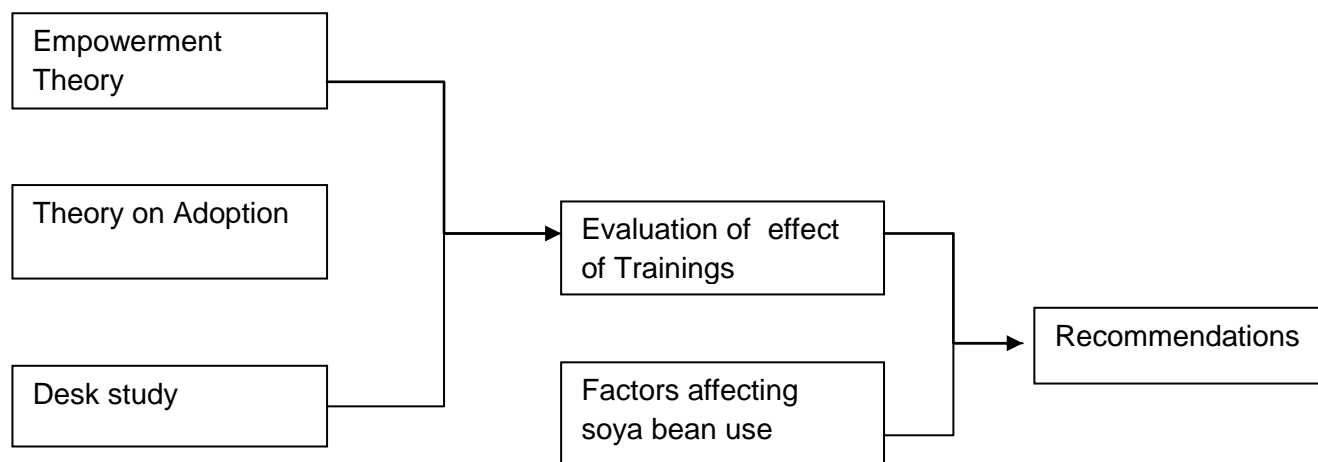 Empowerment
Theory
Theory on Adoption
Desk study
Evaluation of effect
of Trainings
Factors affecting
soya bean use
Recommendations